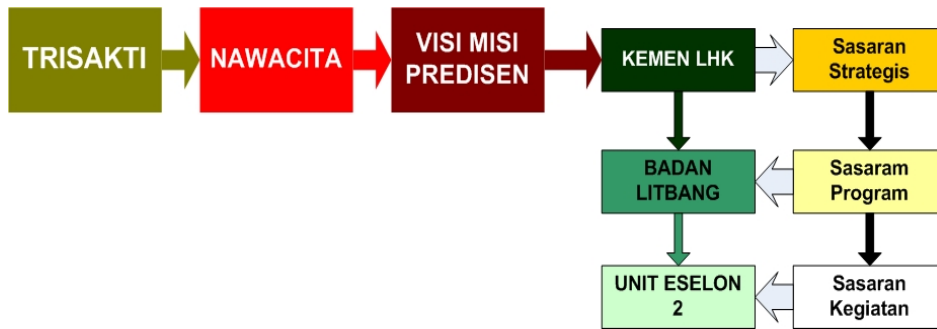 TRISAKTI
NAWACITA
VISI MISI
PREDISEN
KEMEN LHK
Sasaran
Strategis
BADAN
LITBANG
Sasaram
Program
UNIT ESELON
2
Sasaran
Kegiatan